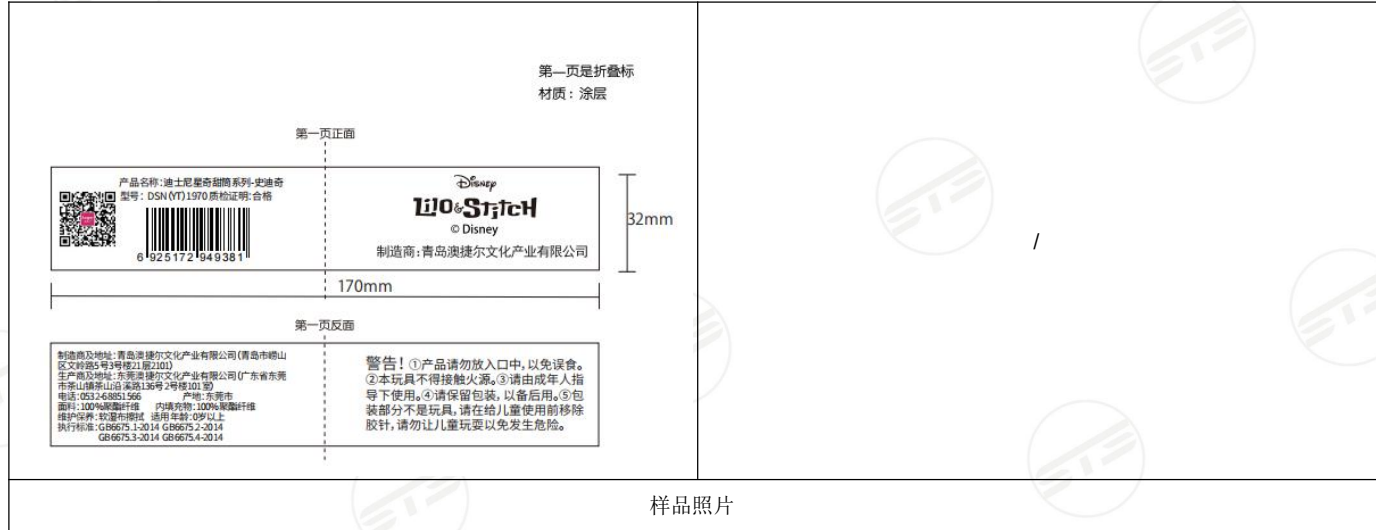 第一页是折叠标
材质：涂层
第一页正面
产品名称：迪士尼星奇甜筒系列-史迪奇
型号：DSN（YT）1970 质检证明：合格
6 925172 949381
Disney
Lilo & Stitch
© Disney
制造商：青岛澳捷尔文化产业有限公司
32mm
170mm
第一页反面
制造商及地址：青岛澳捷尔文化产业有限公司（青岛市崂山
区文岭路5号3号楼21层2101）
生产商及地址：东莞澳捷尔文化产业有限公司（广东省东莞
市茶山镇茶山沿溪路136号2号楼101室）
电话：0532-68851566 产地：东莞市
面料：100%聚酯纤维 内填充物：100%聚酯纤维
维护保养：软湿布擦拭 适用年龄：0岁以上
执行标准：GB6675.1-2014 GB6675.2-2014
GB6675.3-2014 GB6675.4-2014
警告！①产品请勿放入口中，以免误食。
②本玩具不得接触火源。③请由成年人指
导下使用。④请保留包装，以备后用。⑤包
装部分不是玩具，请在给儿童使用前移除
胶针，请勿让儿童玩耍以免发生危险。
/
样品照片
STS
STS
STS
STS
STS